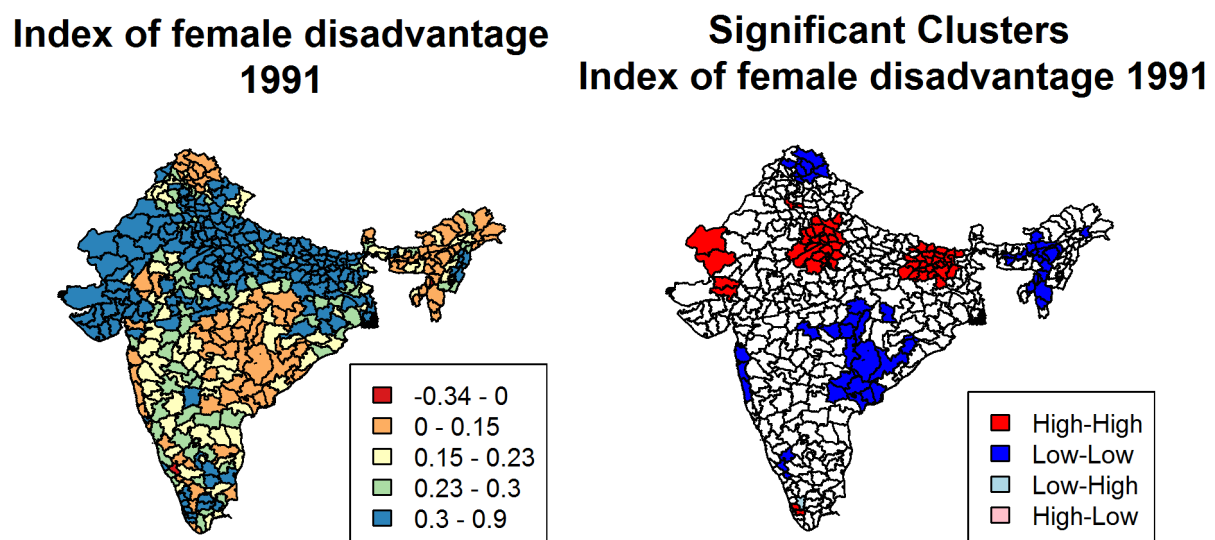 Index of female disadvantage
1991
-0.34 - 0
0 - 0.15
0.15 - 0.23
0.23 - 0.3
0.3 - 0.9
Significant Clusters
Index of female disadvantage 1991
High-High
Low-Low
Low-High
High-Low